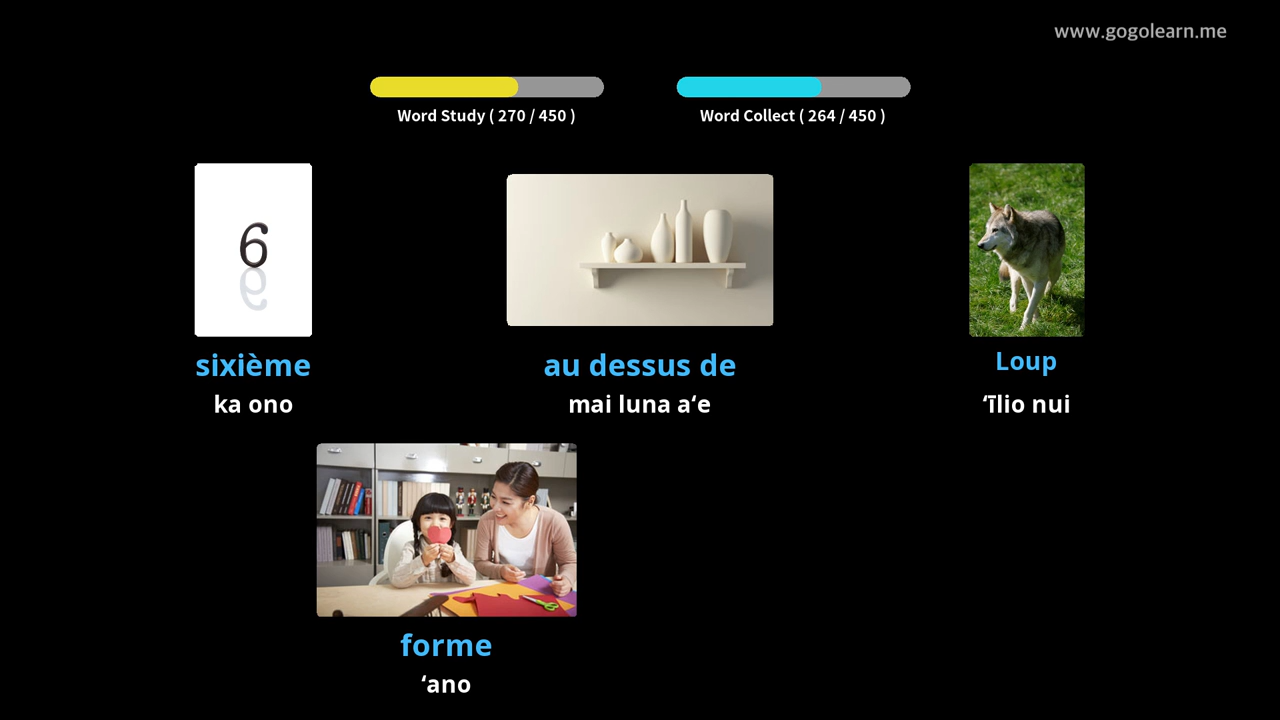 www.gogolearn.me
Word Study ( 270 / 450 )
Word Collect ( 264 / 450 )
6
sixième
ka ono
au dessus de
mai luna aʻe
Loup
ʻĪlio nui
forme
ʻano